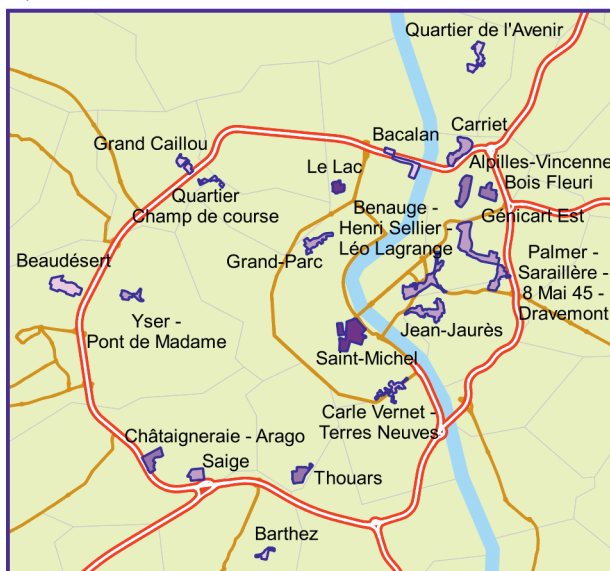 Quartier de l'Avenir
Bacalan
Carriet
Grand Caillou
Le Lac
Alpilles-Vincenne
Bois Fleuri
Quartier
Champ de course
Benauge -
Henri Sellier -
Léo Lagrange
Génicart Est
Grand-Parc
Palmer -
Saraillère -
8 Mai 45 -
Dravemont
Beaudésert
Yser -
Pont de Madame
Jean-Jaurès
Saint-Michel
Carle Vernet -
Terres Neuves
Châtaigneraie - Arago
Saige
Thouars
Barthez